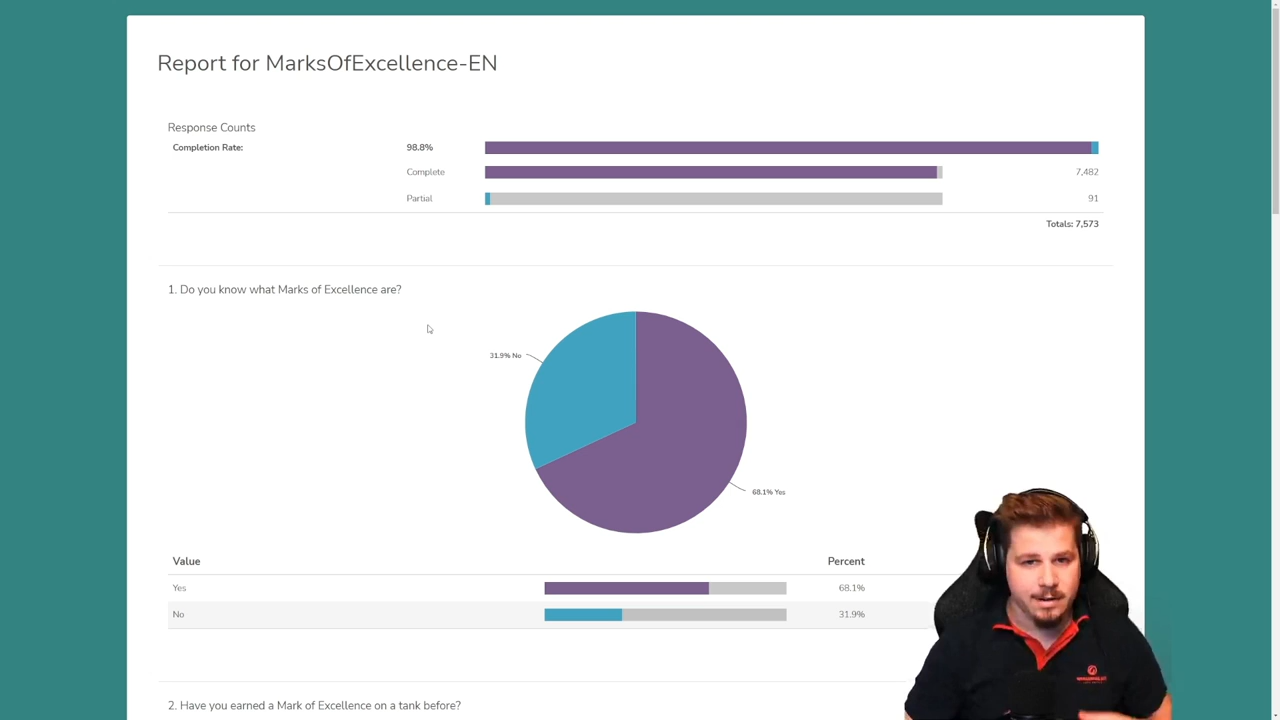 Report for MarksOfExcellence-EN
Response Counts
Completion Rate: 98.8%
Complete 7,482
Partial 91
Totals: 7,573
1. Do you know what Marks of Excellence are?
31.9% No
68.1% Yes
Value Percent
Yes 68.1%
No 31.9%
2. Have you earned a Mark of Excellence on a tank before?